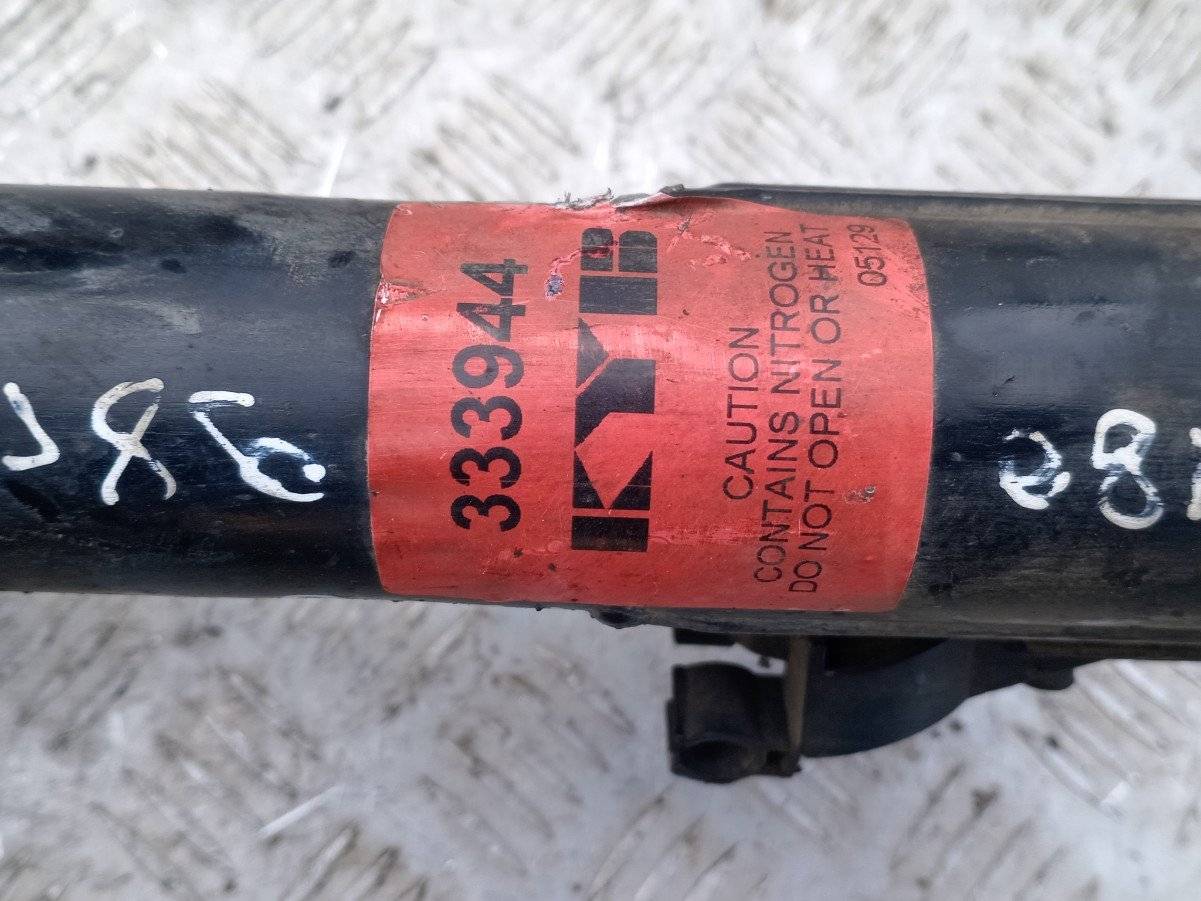 333944
KYB
CAUTION
CONTAINS NITROGEN
DO NOT OPEN OR HEAT
05129